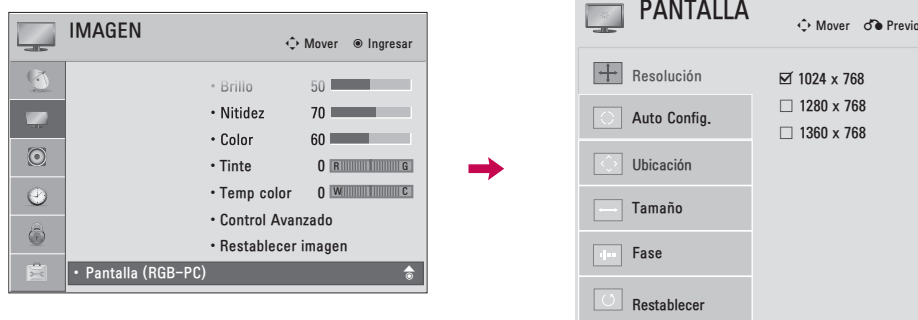 IMAGEN
Mover Ingresar
• Brillo 50
• Nitidez 70
• Color 60
• Tinte 0 R G
• Temp color 0 W C
• Control Avanzado
• Restablecer imagen
• Pantalla (RGB-PC)
PANTALLA
Mover Previo
Resolución
Auto Config.
Ubicación
Tamaño
Fase
Restablecer
☑ 1024 x 768
☐ 1280 x 768
☐ 1360 x 768